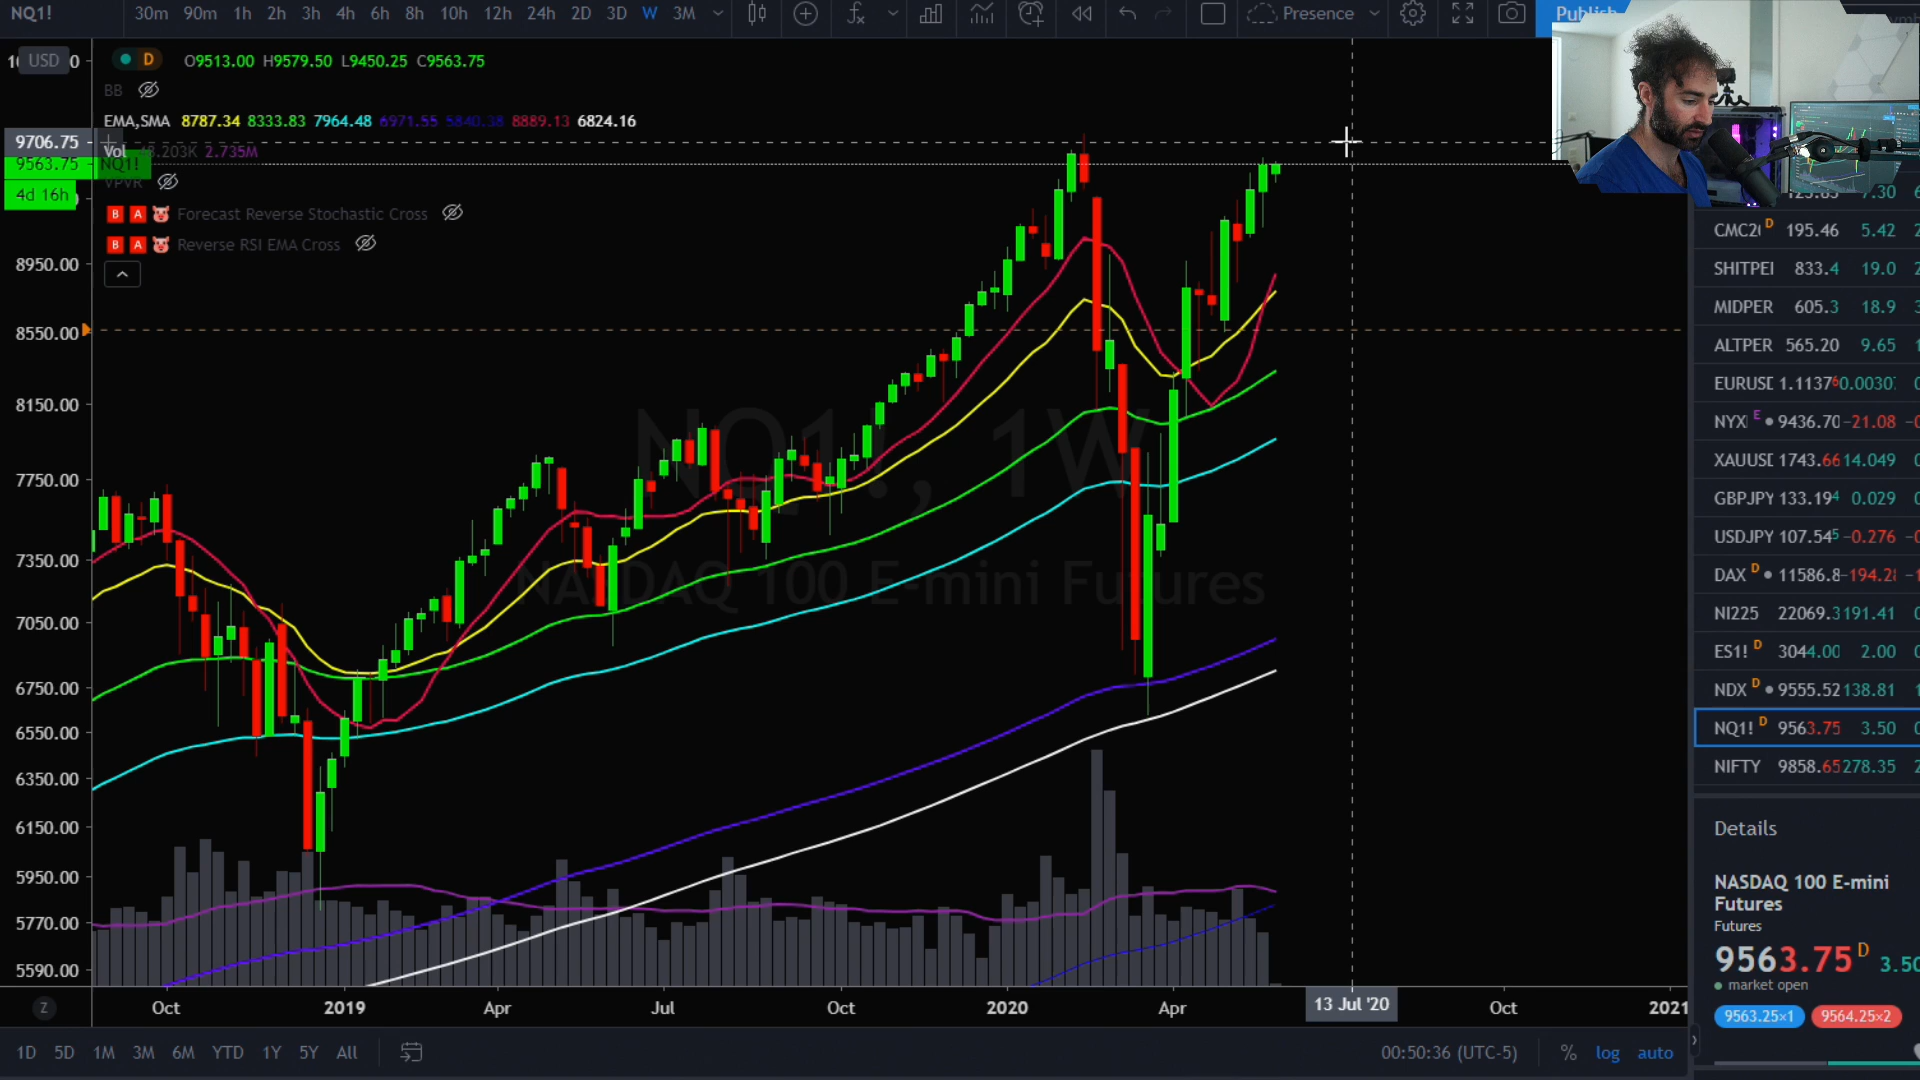 NQ1! 30m 90m 1h 2h 3h 4h 6h 8h 10h 12h 24h 2D 3D W 3M Presence Publish
USD D O9513.00 H9579.50 L9450.25 C9563.75
BB
EMA,SMA 8787.34 8333.83 7964.48 6971.55 5840.38 8889.13 6824.16
9706.75
Vol 2.735M
9563.75 NQ1!
VPVR
4d 16h
B A Forecast Reverse Stochastic Cross
B A Reverse RSI EMA Cross
8950.00
8550.00
8150.00
7750.00
7350.00
7050.00
6750.00
6550.00
6350.00
6150.00
5950.00
5770.00
5590.00
NQ1!, 1W
NASDAQ 100 E-mini Futures
Z Oct 2019 Apr Jul Oct 2020 Apr 13 Jul '20 Oct 2021
1D 5D 1M 3M 6M YTD 1Y 5Y All 00:50:36 (UTC-5) % log auto
7.30
CMC2 D 195.46 5.42
SHITPEI 833.4 19.0
MIDPER 605.3 18.9
ALTPER 565.20 9.65
EURUSD 1.11376 0.0030
NYX E 9436.70 -21.08
XAUUSD 1743.66 14.049
GBPJPY 133.194 0.029
USDJPY 107.545 -0.276
DAX D 11586.8 -194.28
NI225 22069.3 191.41
ES1! D 3044.00 2.00
NDX D 9555.52 138.81
NQ1! D 9563.75 3.50
NIFTY 9858.65 278.35
Details
NASDAQ 100 E-mini
Futures
Futures
9563.75 D 3.50
market open
9563.25×1 9564.25×2